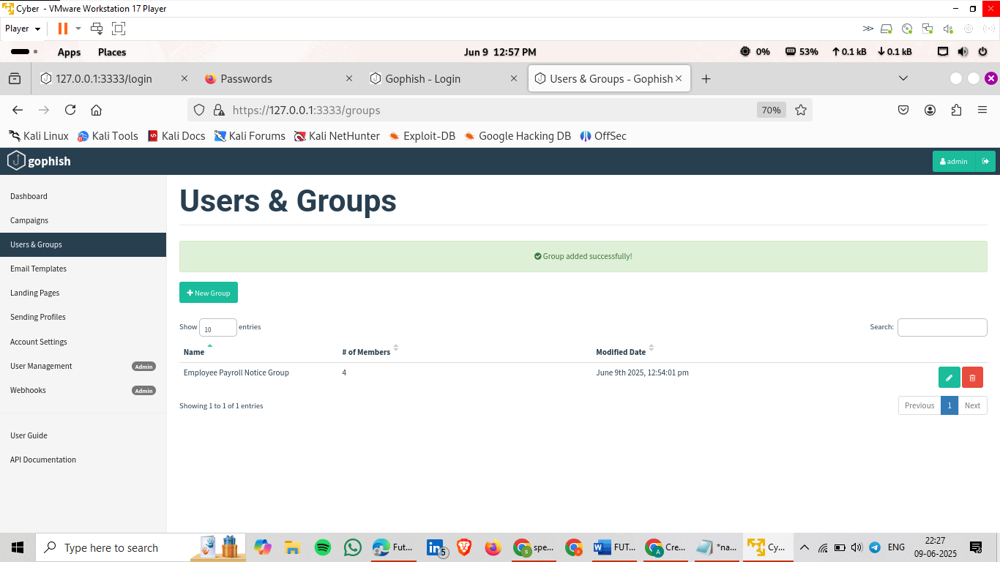 Cyber - VMware Workstation 17 Player
Player
Apps Places Jun 9 12:57 PM 0% 53% 0.1 kB 0.1 kB
127.0.0.1:3333/login Passwords Gophish - Login Users & Groups - Gophish
https://127.0.0.1:3333/groups 70%
Kali Linux Kali Tools Kali Docs Kali Forums Kali NetHunter Exploit-DB Google Hacking DB OffSec
gophish admin
Dashboard
Campaigns
Users & Groups
Email Templates
Landing Pages
Sending Profiles
Account Settings
User Management Admin
Webhooks Admin
User Guide
API Documentation
Users & Groups
Group added successfully!
New Group
Show 10 entries Search:
Name # of Members Modified Date
Employee Payroll Notice Group 4 June 9th 2025, 12:54:01 pm
Showing 1 to 1 of 1 entries Previous 1 Next
Type here to search Fut... 5 spe... FUT... Cre... *na... Cy... ENG 22:27
09-06-2025